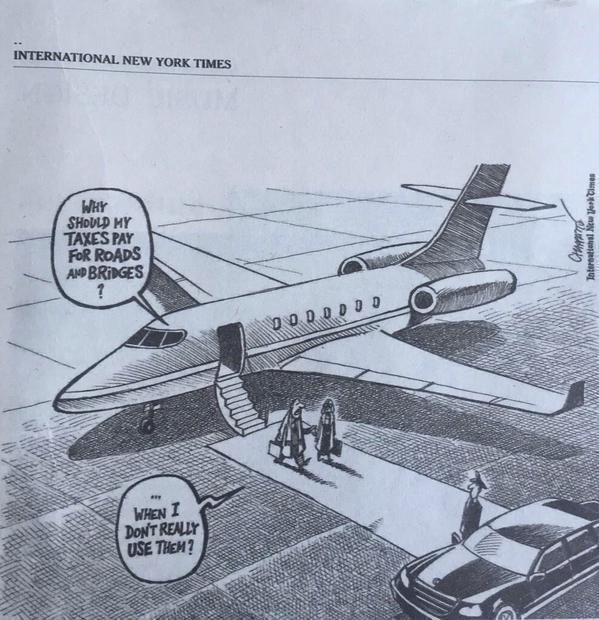 INTERNATIONAL NEW YORK TIMES
WHY
SHOULD MY
TAXES PAY
FOR ROADS
AND BRIDGES
?
...
WHEN I
DON'T REALLY
USE THEM?
CHAPPATTE
International New York Times